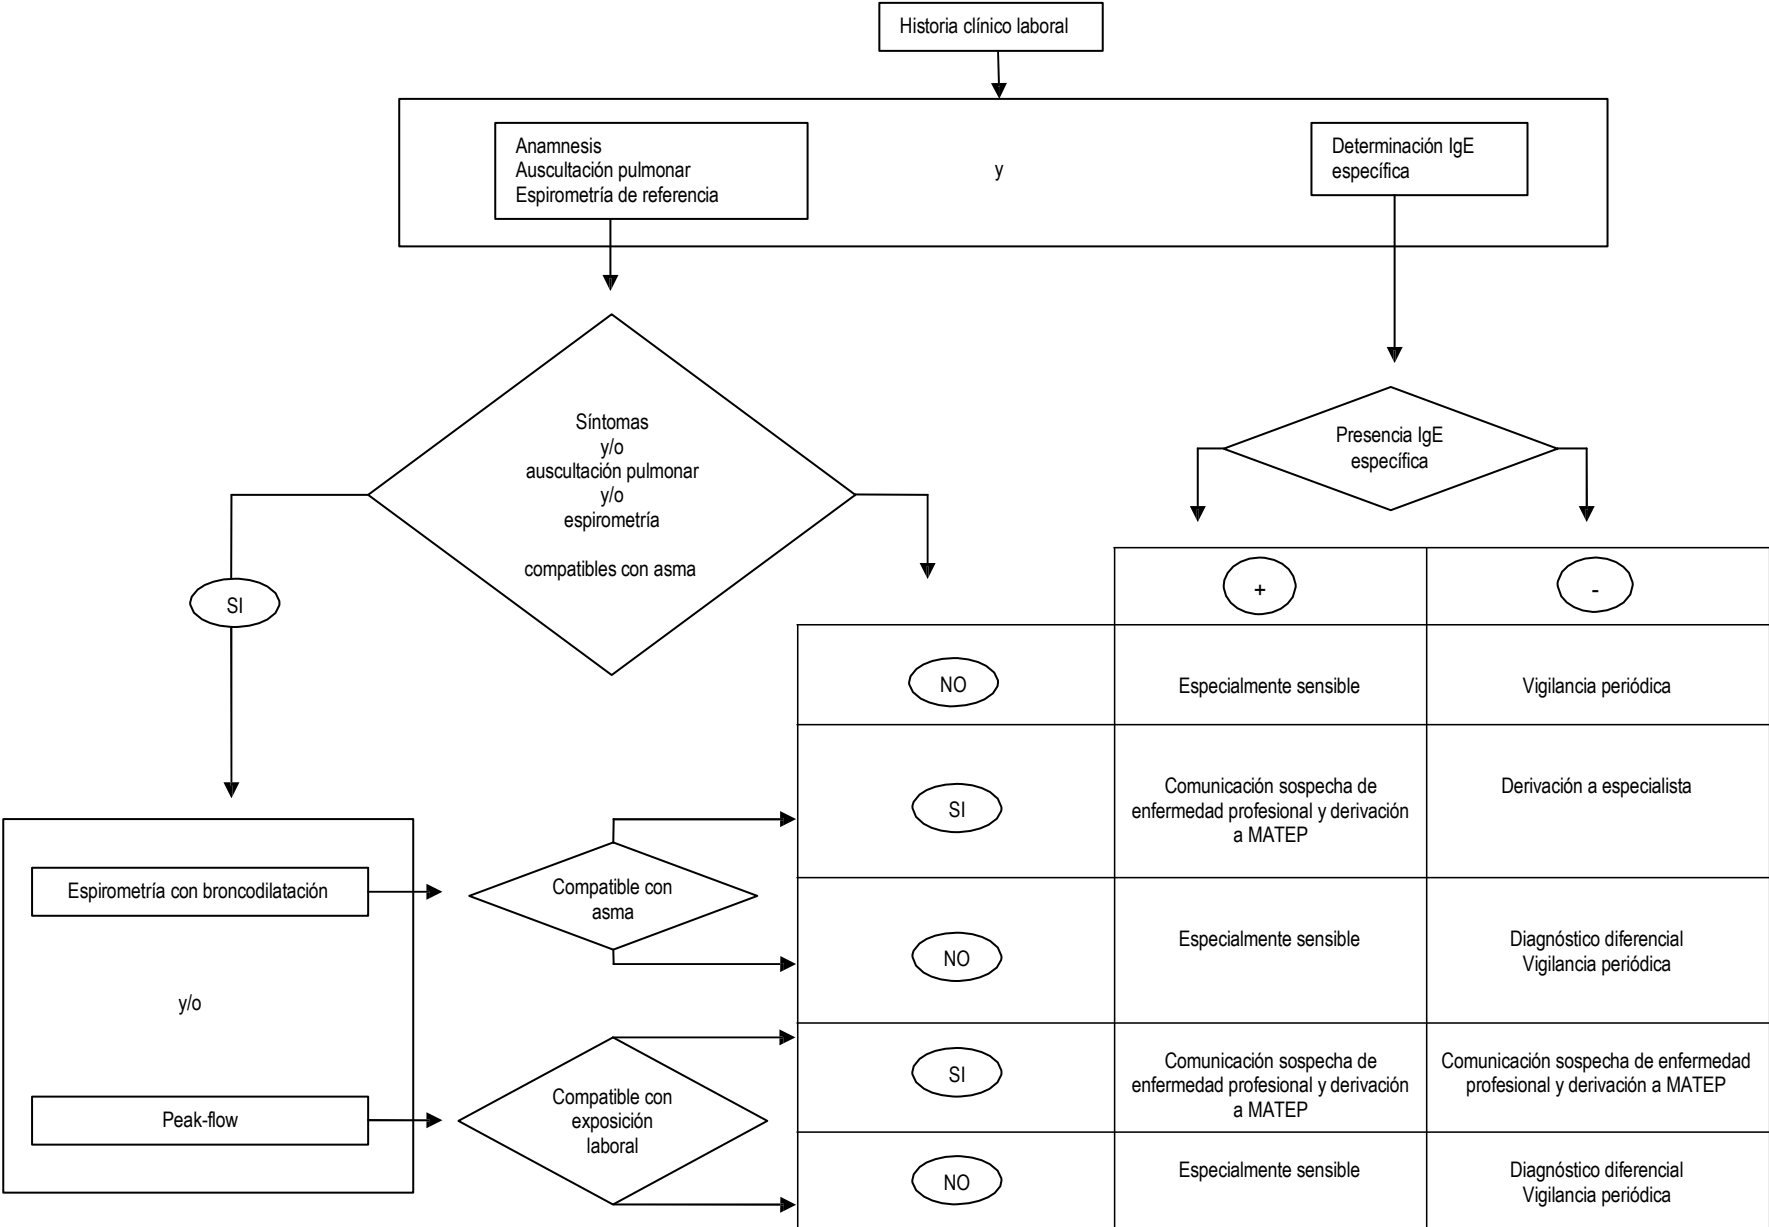 Historia clínico laboral
Anamnesis
Auscultación pulmonar
Espirometría de referencia
y
Determinación IgE
específica
Síntomas
y/o
auscultación pulmonar
y/o
espirometría
compatibles con asma
Presencia IgE
específica
SI
+
-
NO
Especialmente sensible
Vigilancia periódica
SI
Comunicación sospecha de
enfermedad profesional y derivación
a MATEP
Derivación a especialista
Espirometría con broncodilatación
Compatible con
asma
NO
Especialmente sensible
Diagnóstico diferencial
Vigilancia periódica
y/o
Peak-flow
Compatible con
exposición
laboral
SI
Comunicación sospecha de
enfermedad profesional y derivación
a MATEP
Comunicación sospecha de enfermedad
profesional y derivación a MATEP
NO
Especialmente sensible
Diagnóstico diferencial
Vigilancia periódica